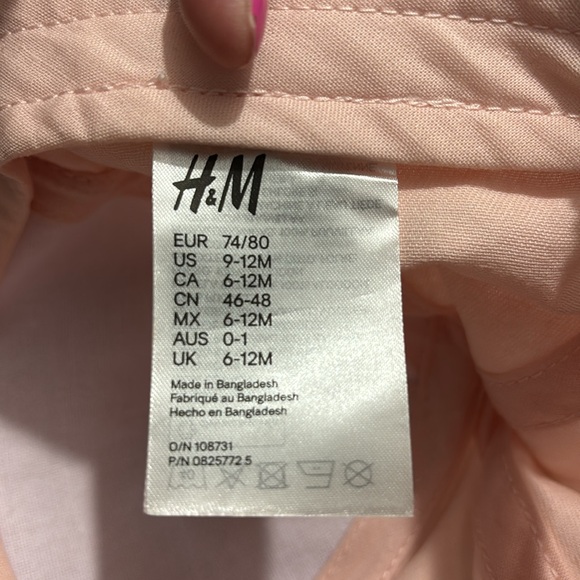 H&M
EUR 74/80
US 9-12M
CA 6-12M
CN 46-48
MX 6-12M
AUS 0-1
UK 6-12M
Made in Bangladesh
Fabriqué au Bangladesh
Hecho en Bangladesh
O/N 108731
P/N 0825772 5
40